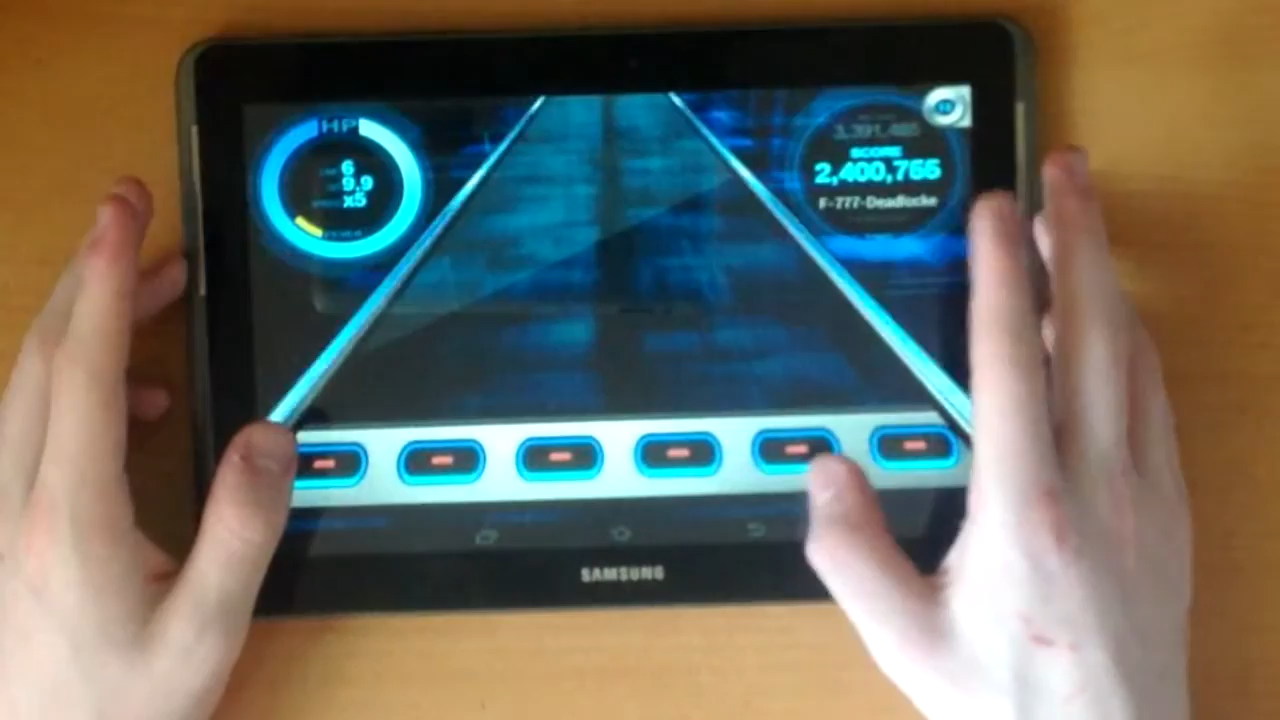 HP
6
9.9
x5
3,391,485
SCORE
2,400,765
F-777-Deadlocke
SAMSUNG